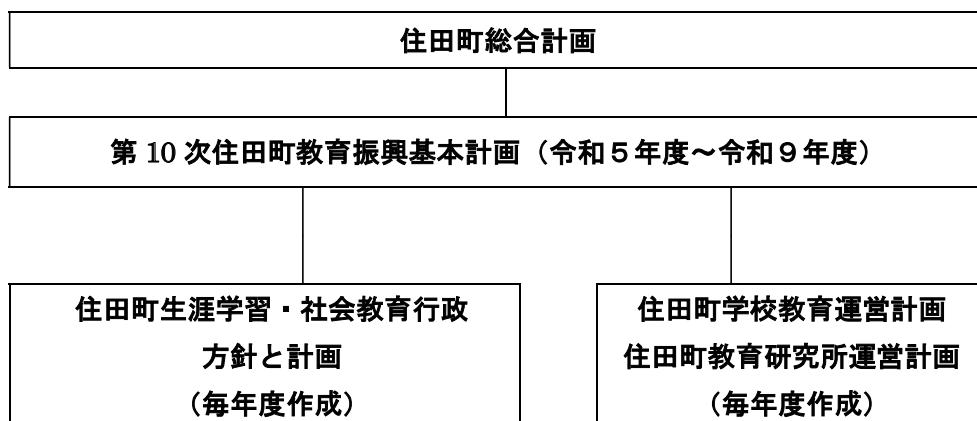 住田町総合計画
第 10 次住田町教育振興基本計画（令和５年度～令和９年度）
住田町生涯学習・社会教育行政
方針と計画
（毎年度作成）
住田町学校教育運営計画
住田町教育研究所運営計画
（毎年度作成）